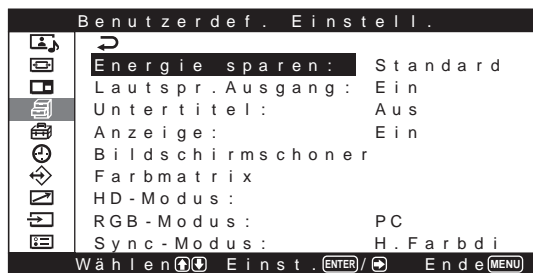 Benutzerdef. Einstell.
Energie sparen: Standard
Lautspr.Ausgang: Ein
Untertitel: Aus
Anzeige: Ein
Bildschirmschoner
Farbmatrix
HD-Modus:
RGB-Modus: PC
Sync-Modus: H.Farbdi
Wählen Einst. ENTER / Ende MENU